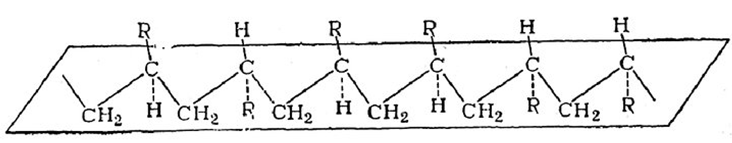 R H R R H H
C C C C C C
CH₂ H CH₂ R CH₂ H CH₂ H CH₂ R CH₂ R